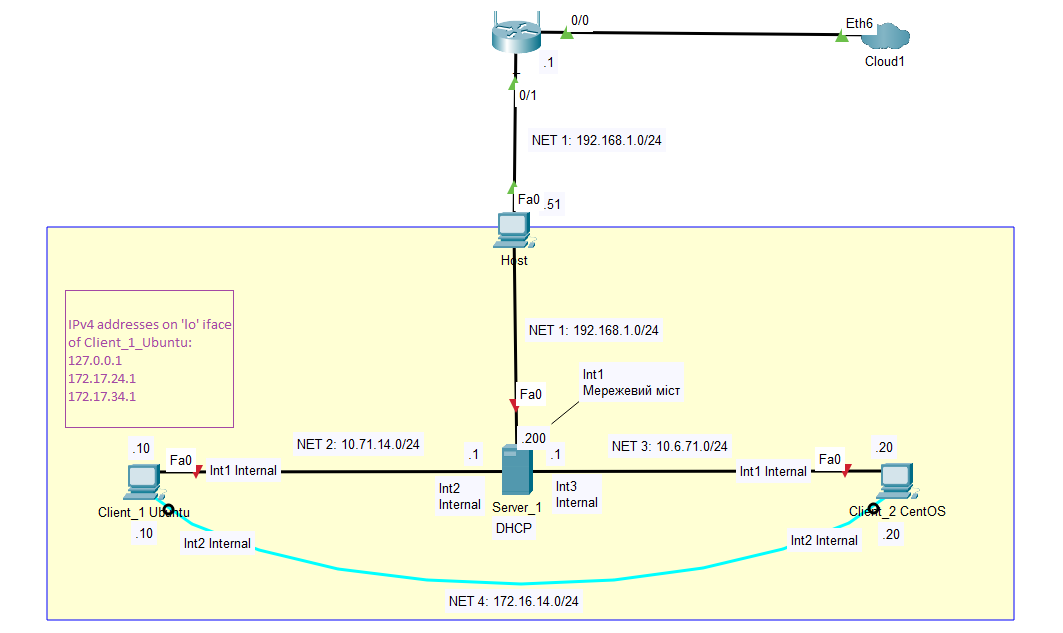 0/0
Eth6
Cloud1
.1
0/1
NET 1: 192.168.1.0/24
Fa0
.51
Host
IPv4 addresses on 'lo' iface
of Client_1_Ubuntu:
127.0.0.1
172.17.24.1
172.17.34.1
NET 1: 192.168.1.0/24
Int1
Мережевий міст
Fa0
.200
.10
Fa0
Int1 Internal
NET 2: 10.71.14.0/24
.1
.1
NET 3: 10.6.71.0/24
Int1 Internal
Fa0
.20
Int2
Internal
Int3
Internal
Server_1
DHCP
Client_1 Ubuntu
.10
Int2 Internal
Client_2 CentOS
.20
Int2 Internal
NET 4: 172.16.14.0/24